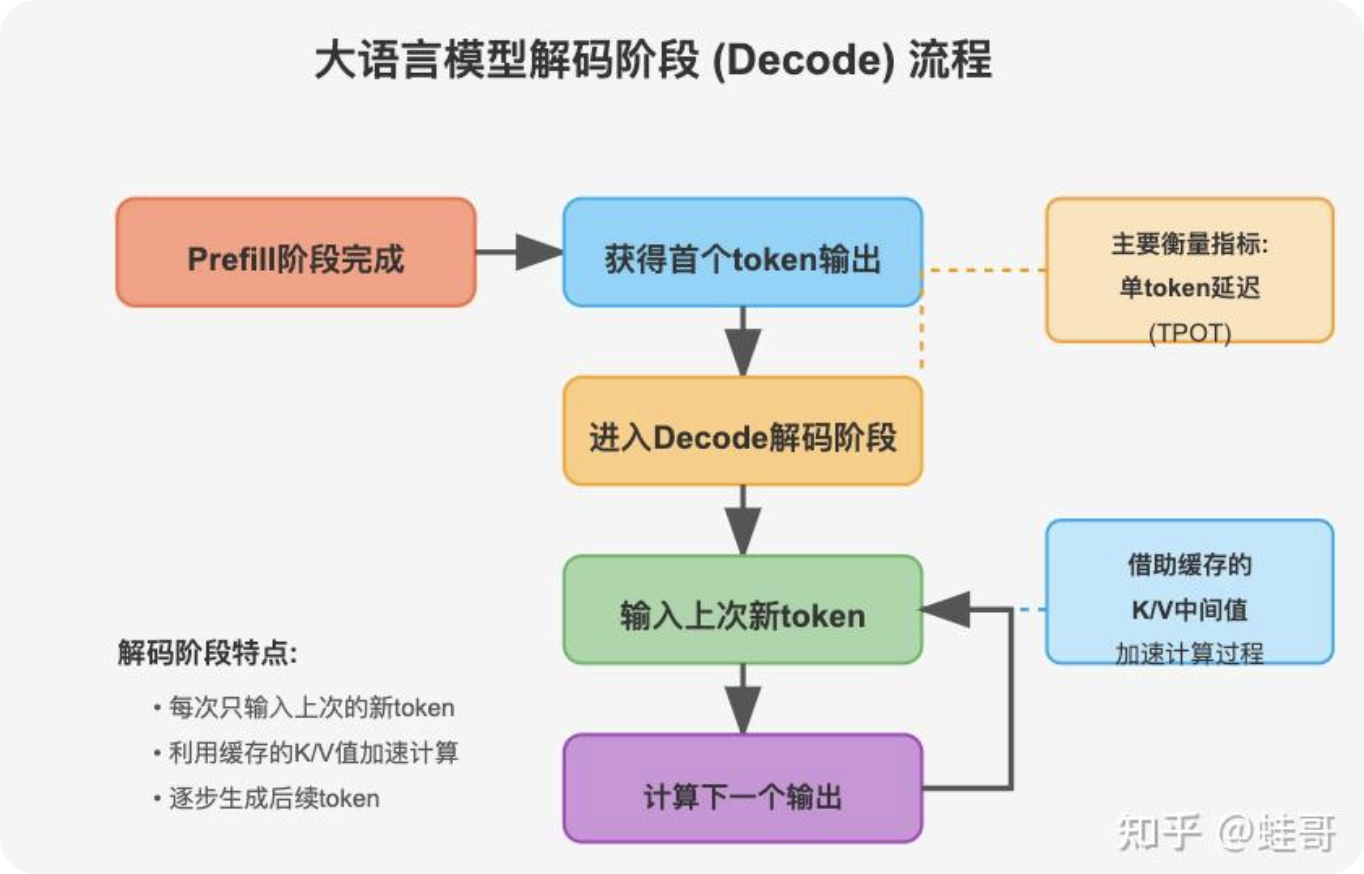 大语言模型解码阶段 (Decode) 流程
Prefill阶段完成
获得首个token输出
主要衡量指标:
单token延迟
(TPOT)
进入Decode解码阶段
输入上次新token
借助缓存的
K/V中间值
加速计算过程
解码阶段特点:
• 每次只输入上次的新token
• 利用缓存的K/V值加速计算
• 逐步生成后续token
计算下一个输出
知乎 @蛙哥